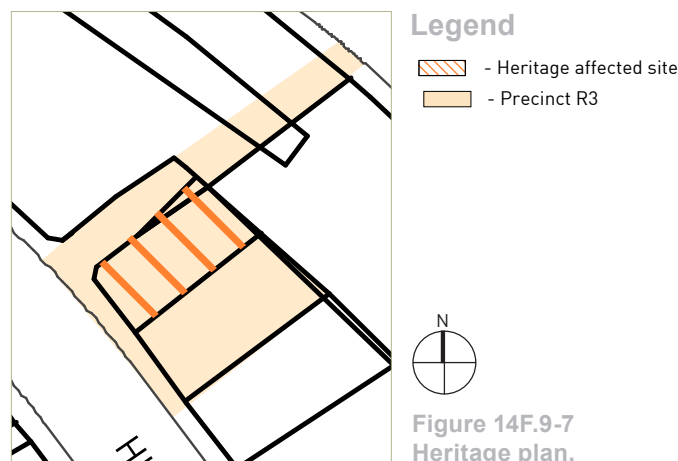 Legend
- Heritage affected site
- Precinct R3
N
Figure 14F.9-7
Heritage plan.